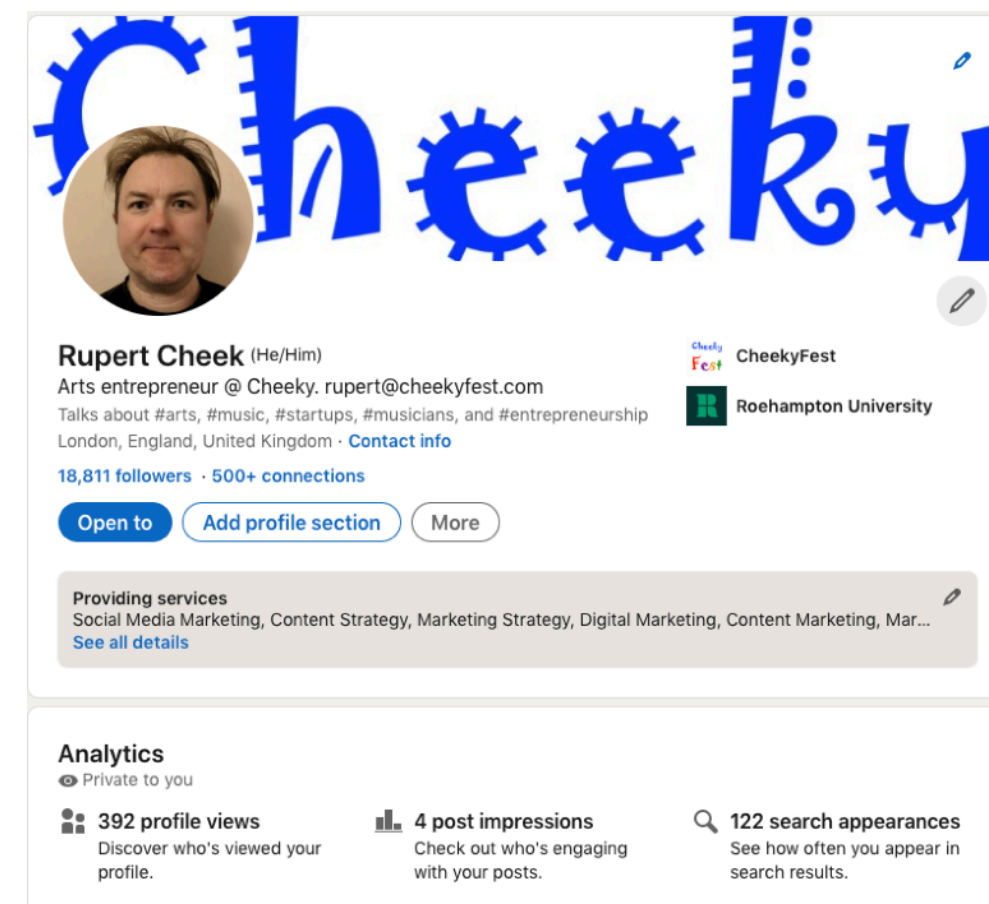 Cheeky
Rupert Cheek (He/Him)
Arts entrepreneur @ Cheeky. rupert@cheekyfest.com
Talks about #arts, #music, #startups, #musicians, and #entrepreneurship
London, England, United Kingdom · Contact info
18,811 followers · 500+ connections
Open to
Add profile section
More
Cheeky
Fest
CheekyFest
R
Roehampton University
Providing services
Social Media Marketing, Content Strategy, Marketing Strategy, Digital Marketing, Content Marketing, Mar...
See all details
Analytics
Private to you
392 profile views
Discover who's viewed your
profile.
4 post impressions
Check out who's engaging
with your posts.
122 search appearances
See how often you appear in
search results.